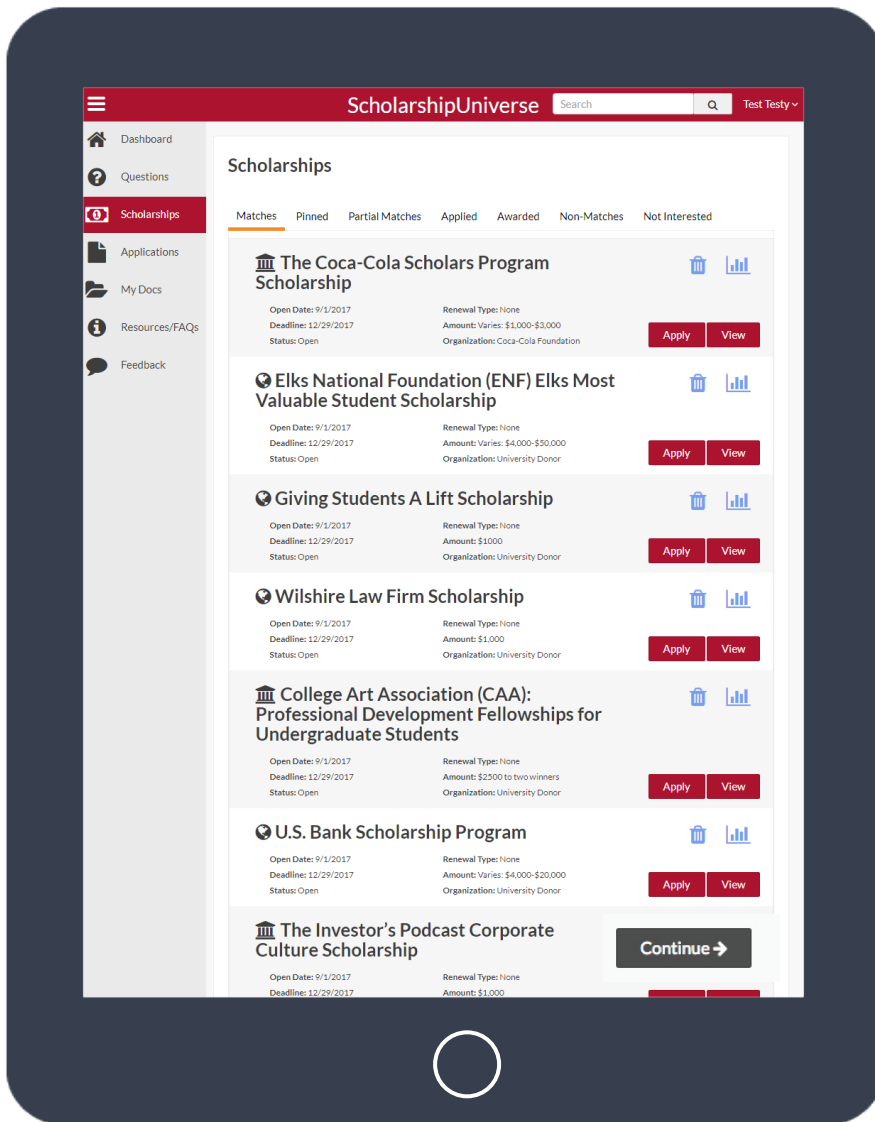 ScholarshipUniverse Search Test Testy
Dashboard
Questions
Scholarships
Applications
My Docs
Resources/FAQs
Feedback
Scholarships
Matches Pinned Partial Matches Applied Awarded Non-Matches Not Interested
The Coca-Cola Scholars Program
Scholarship
Open Date: 9/1/2017 Renewal Type: None
Deadline: 12/29/2017 Amount: Varies: $1,000-$3,000
Status: Open Organization: Coca-Cola Foundation
Apply View
Elks National Foundation (ENF) Elks Most
Valuable Student Scholarship
Open Date: 9/1/2017 Renewal Type: None
Deadline: 12/29/2017 Amount: Varies: $4,000-$50,000
Status: Open Organization: University Donor
Apply View
Giving Students A Lift Scholarship
Open Date: 9/1/2017 Renewal Type: None
Deadline: 12/29/2017 Amount: $1000
Status: Open Organization: University Donor
Apply View
Wilshire Law Firm Scholarship
Open Date: 9/1/2017 Renewal Type: None
Deadline: 12/29/2017 Amount: $1,000
Status: Open Organization: University Donor
Apply View
College Art Association (CAA):
Professional Development Fellowships for
Undergraduate Students
Open Date: 9/1/2017 Renewal Type: None
Deadline: 12/29/2017 Amount: $2500 to two winners
Status: Open Organization: University Donor
Apply View
U.S. Bank Scholarship Program
Open Date: 9/1/2017 Renewal Type: None
Deadline: 12/29/2017 Amount: Varies: $4,000-$20,000
Status: Open Organization: University Donor
Apply View
The Investor's Podcast Corporate
Culture Scholarship
Continue
Open Date: 9/1/2017 Renewal Type: None
Deadline: 12/29/2017 Amount: $1,000